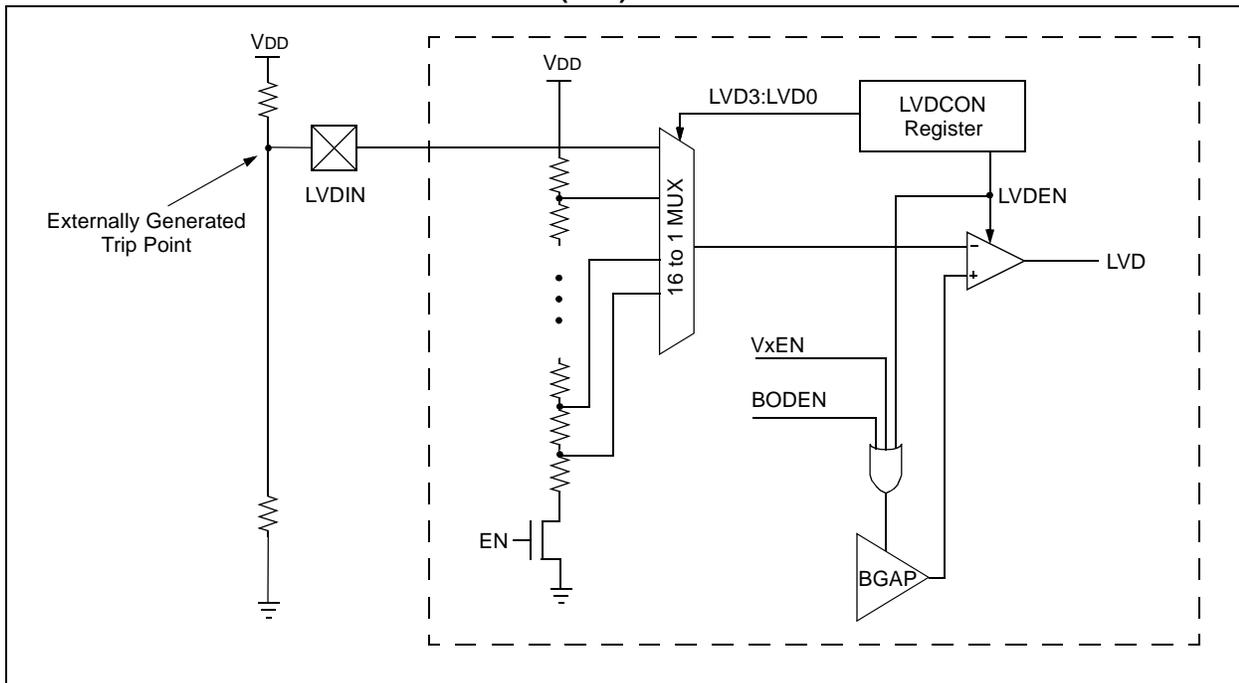 VDD
VDD
LVD3:LVD0
LVDCON
Register
LVDIN
Externally Generated
Trip Point
16 to 1 MUX
LVDEN
–
+
LVD
VxEN
BODEN
EN
BGAP